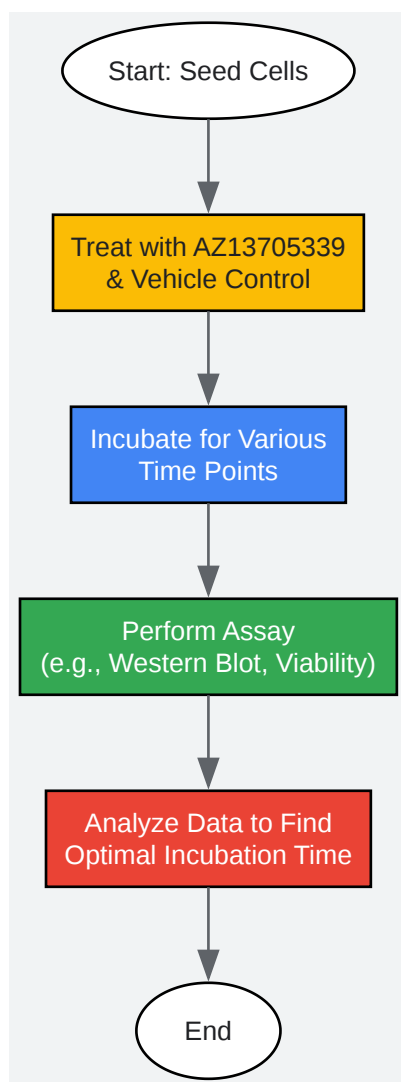 Start: Seed Cells
Treat with AZ13705339
& Vehicle Control
Incubate for Various
Time Points
Perform Assay
(e.g., Western Blot, Viability)
Analyze Data to Find
Optimal Incubation Time
End